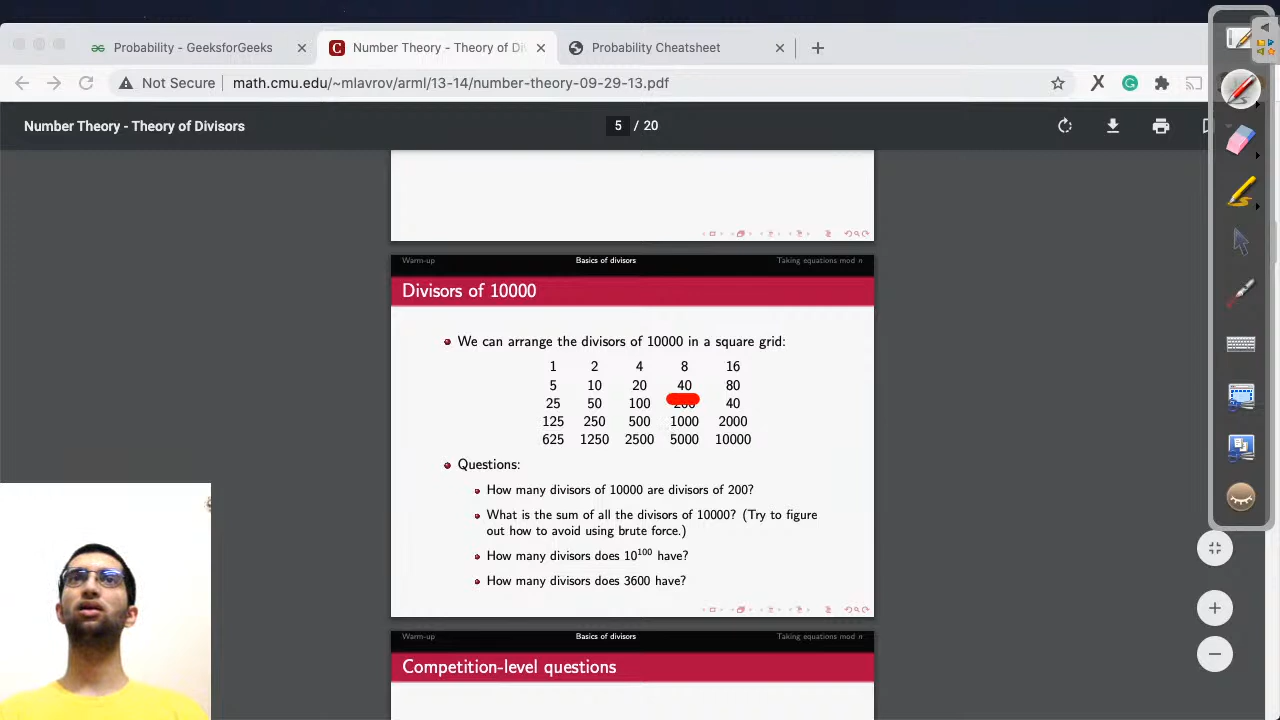 Probability - GeeksforGeeks
Number Theory - Theory of Di
Probability Cheatsheet
Not Secure
math.cmu.edu/~mlavrov/arml/13-14/number-theory-09-29-13.pdf
Number Theory - Theory of Divisors
5 / 20
Warm-up Basics of divisors Taking equations mod n
Divisors of 10000
We can arrange the divisors of 10000 in a square grid:
1 2 4 8 16
5 10 20 40 80
25 50 100 200 40
125 250 500 1000 2000
625 1250 2500 5000 10000
Questions:
How many divisors of 10000 are divisors of 200?
What is the sum of all the divisors of 10000? (Try to figure
out how to avoid using brute force.)
How many divisors does 10^100 have?
How many divisors does 3600 have?
Warm-up Basics of divisors Taking equations mod n
Competition-level questions